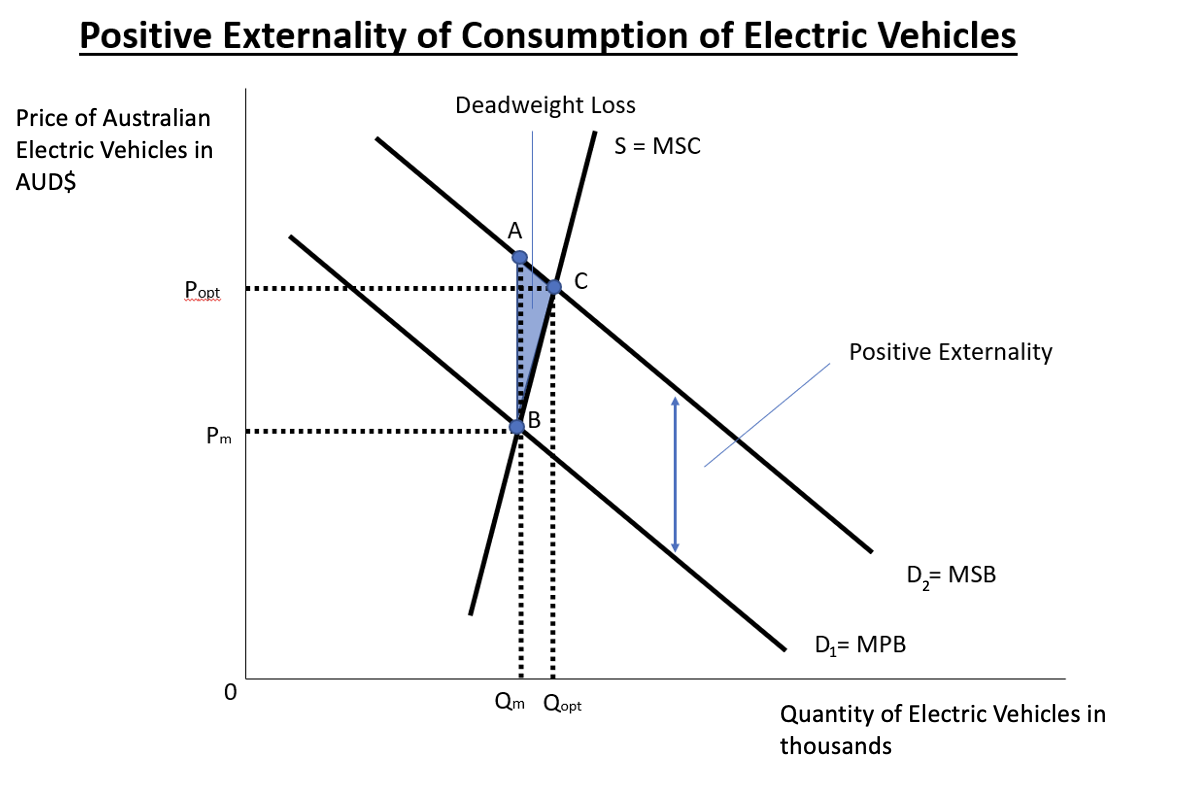 Positive Externality of Consumption of Electric Vehicles
Price of Australian
Electric Vehicles in
AUD$
Deadweight Loss
S = MSC
A
C
Popt
Positive Externality
B
Pm
D₂= MSB
D₁= MPB
0
Qm
Qopt
Quantity of Electric Vehicles in
thousands